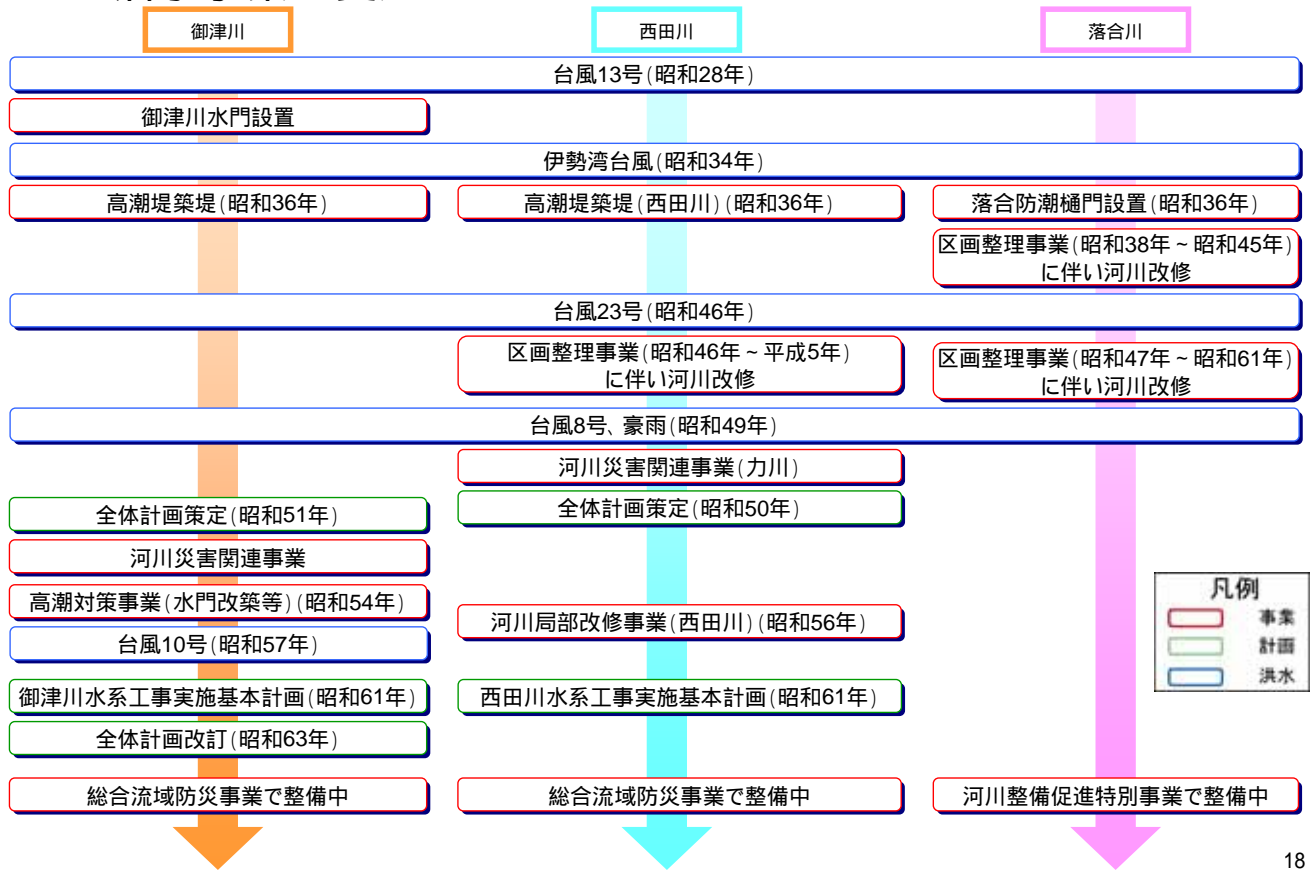 御津川
西田川
落合川
台風13号(昭和28年)
御津川水門設置
伊勢湾台風(昭和34年)
高潮堤築堤(昭和36年)
高潮堤築堤(西田川)(昭和36年)
落合防潮樋門設置(昭和36年)
区画整理事業(昭和38年~昭和45年)
に伴い河川改修
台風23号(昭和46年)
区画整理事業(昭和46年~平成5年)
に伴い河川改修
区画整理事業(昭和47年~昭和61年)
に伴い河川改修
台風8号、豪雨(昭和49年)
河川災害関連事業(力川)
全体計画策定(昭和51年)
全体計画策定(昭和50年)
河川災害関連事業
高潮対策事業(水門改築等)(昭和54年)
河川局部改修事業(西田川)(昭和56年)
台風10号(昭和57年)
御津川水系工事実施基本計画(昭和61年)
西田川水系工事実施基本計画(昭和61年)
全体計画改訂(昭和63年)
総合流域防災事業で整備中
総合流域防災事業で整備中
河川整備促進特別事業で整備中
凡例
事業
計画
洪水
18